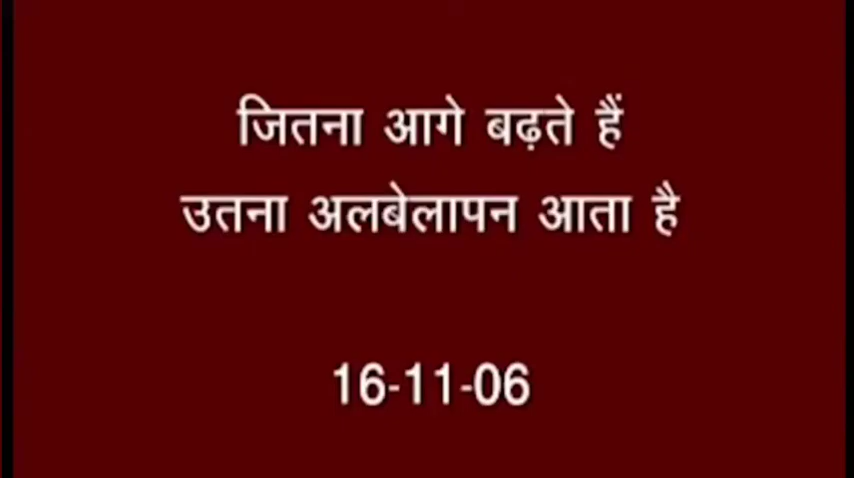 जितना आगे बढ़ते हैं
उतना अलबेलापन आता है
16-11-06